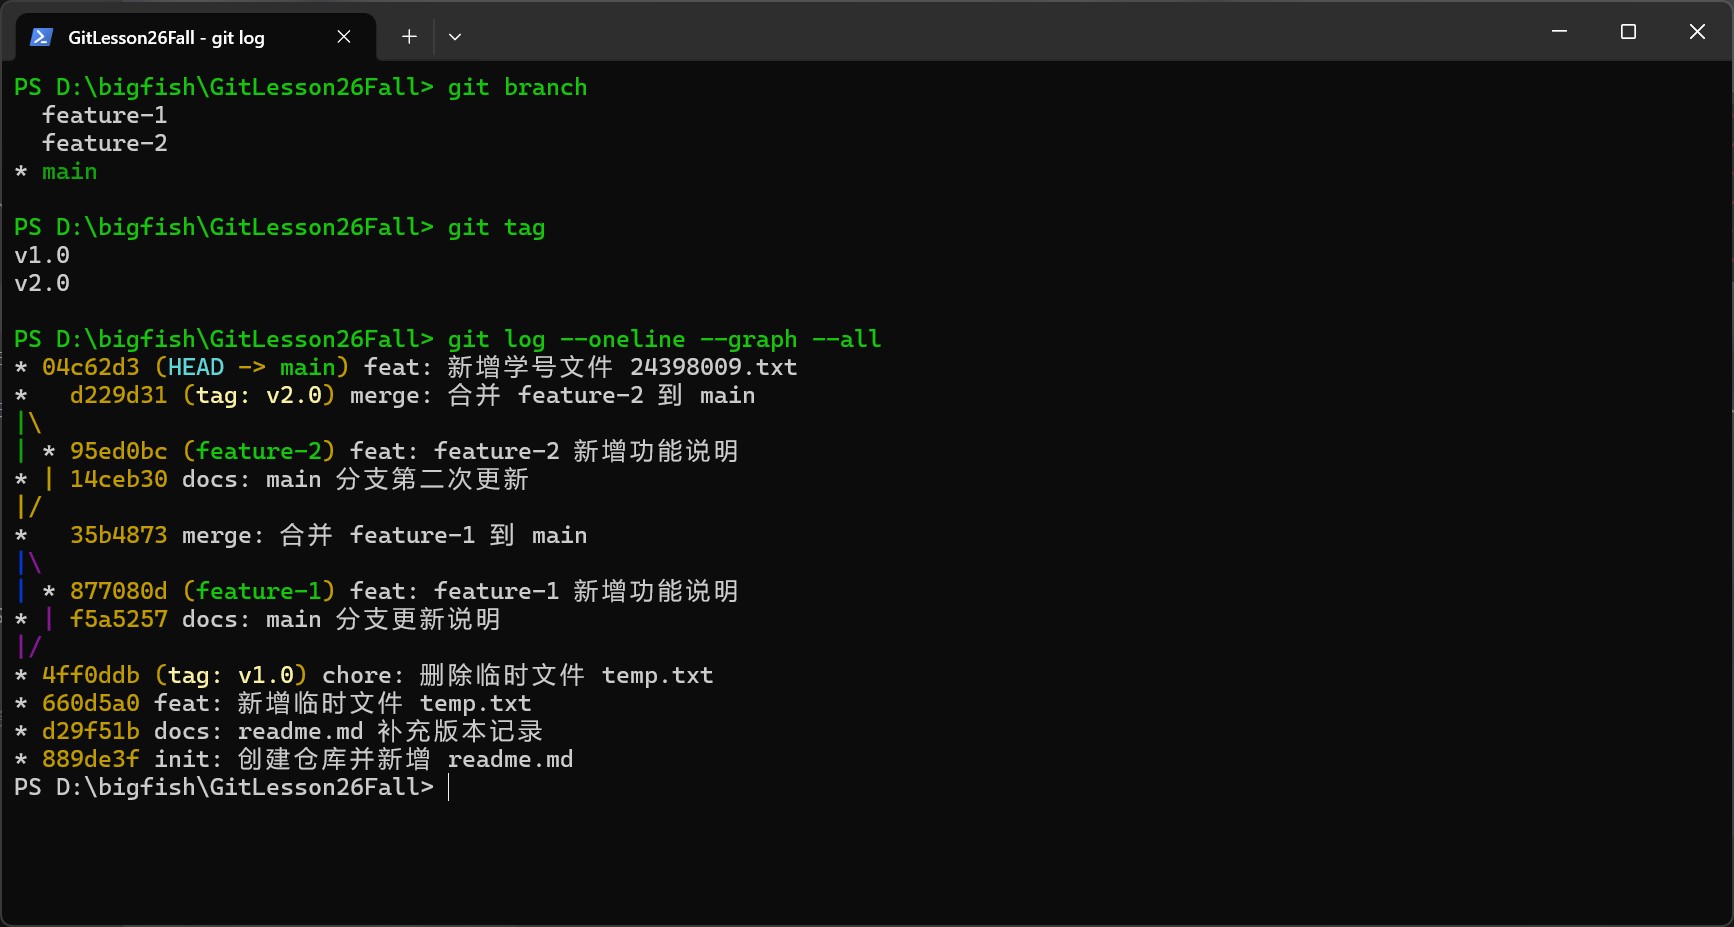 GitLesson26Fall - git log
PS D:\bigfish\GitLesson26Fall> git branch
  feature-1
  feature-2
* main
PS D:\bigfish\GitLesson26Fall> git tag
v1.0
v2.0
PS D:\bigfish\GitLesson26Fall> git log --oneline --graph --all
* 04c62d3 (HEAD -> main) feat: 新增学号文件 24398009.txt
*   d229d31 (tag: v2.0) merge: 合并 feature-2 到 main
|\
| * 95ed0bc (feature-2) feat: feature-2 新增功能说明
* | 14ceb30 docs: main 分支第二次更新
|/
*   35b4873 merge: 合并 feature-1 到 main
|\
| * 877080d (feature-1) feat: feature-1 新增功能说明
* | f5a5257 docs: main 分支更新说明
|/
* 4ff0ddb (tag: v1.0) chore: 删除临时文件 temp.txt
* 660d5a0 feat: 新增临时文件 temp.txt
* d29f51b docs: readme.md 补充版本记录
* 889de3f init: 创建仓库并新增 readme.md
PS D:\bigfish\GitLesson26Fall>